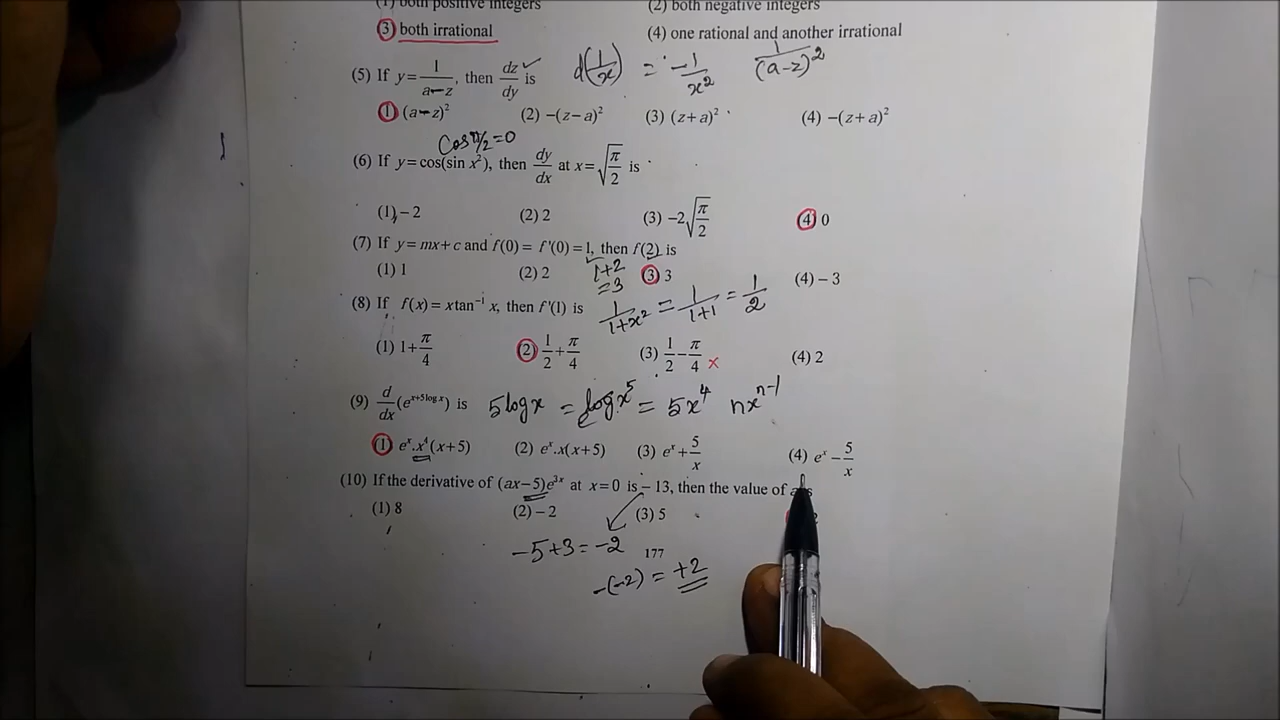 (1) both positive integers (2) both negative integers
(3) both irrational (4) one rational and another irrational
(5) If y = 1/(a−z), then dz/dy is d(1/x) = −1/x² 1/(a−z)²
(1) (a−z)² (2) −(z−a)² (3) (z+a)² (4) −(z+a)²
Cos π/2 = 0
(6) If y = cos(sin x²), then dy/dx at x = √(π/2) is
(1) −2 (2) 2 (3) −2√(π/2) (4) 0
(7) If y = mx + c and f(0) = f'(0) = 1, then f(2) is
(1) 1 (2) 2 1+2 = 3 (3) 3 (4) −3
(8) If f(x) = x tan⁻¹ x, then f'(1) is 1/(1+x²) = 1/(1+1) = 1/2
(1) 1 + π/4 (2) 1/2 + π/4 (3) 1/2 − π/4 x (4) 2
(9) d/dx (e^(x+5 log x)) is 5 log x = log x⁵ = 5x⁴ nx^(n−1)
(1) eˣ.x⁴(x+5) (2) eˣ.x(x+5) (3) eˣ + 5/x (4) eˣ − 5/x
(10) If the derivative of (ax−5)e^(3x) at x = 0 is −13, then the value of
(1) 8 (2) −2 (3) 5
−5+3 = −2
177
−(−2) = +2